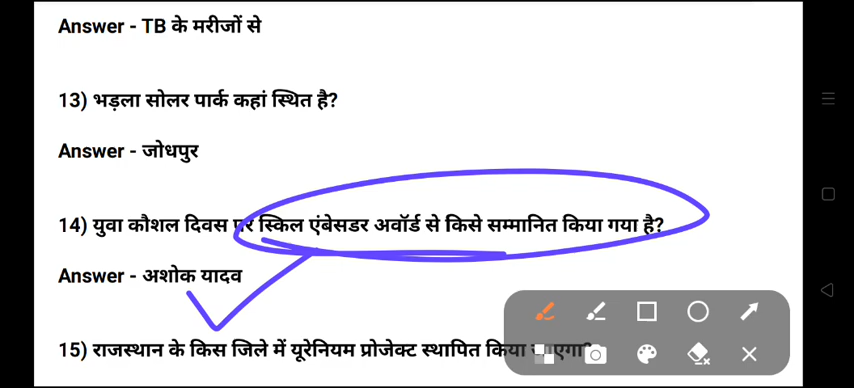 Answer - TB के मरीजों से
13) भड़ला सोलर पार्क कहां स्थित है?
Answer - जोधपुर
14) युवा कौशल दिवस पर स्किल एंबेसडर अवॉर्ड से किसे सम्मानित किया गया है?
Answer - अशोक यादव
15) राजस्थान के किस जिले में यूरेनियम प्रोजेक्ट स्थापित किया जाएगा?